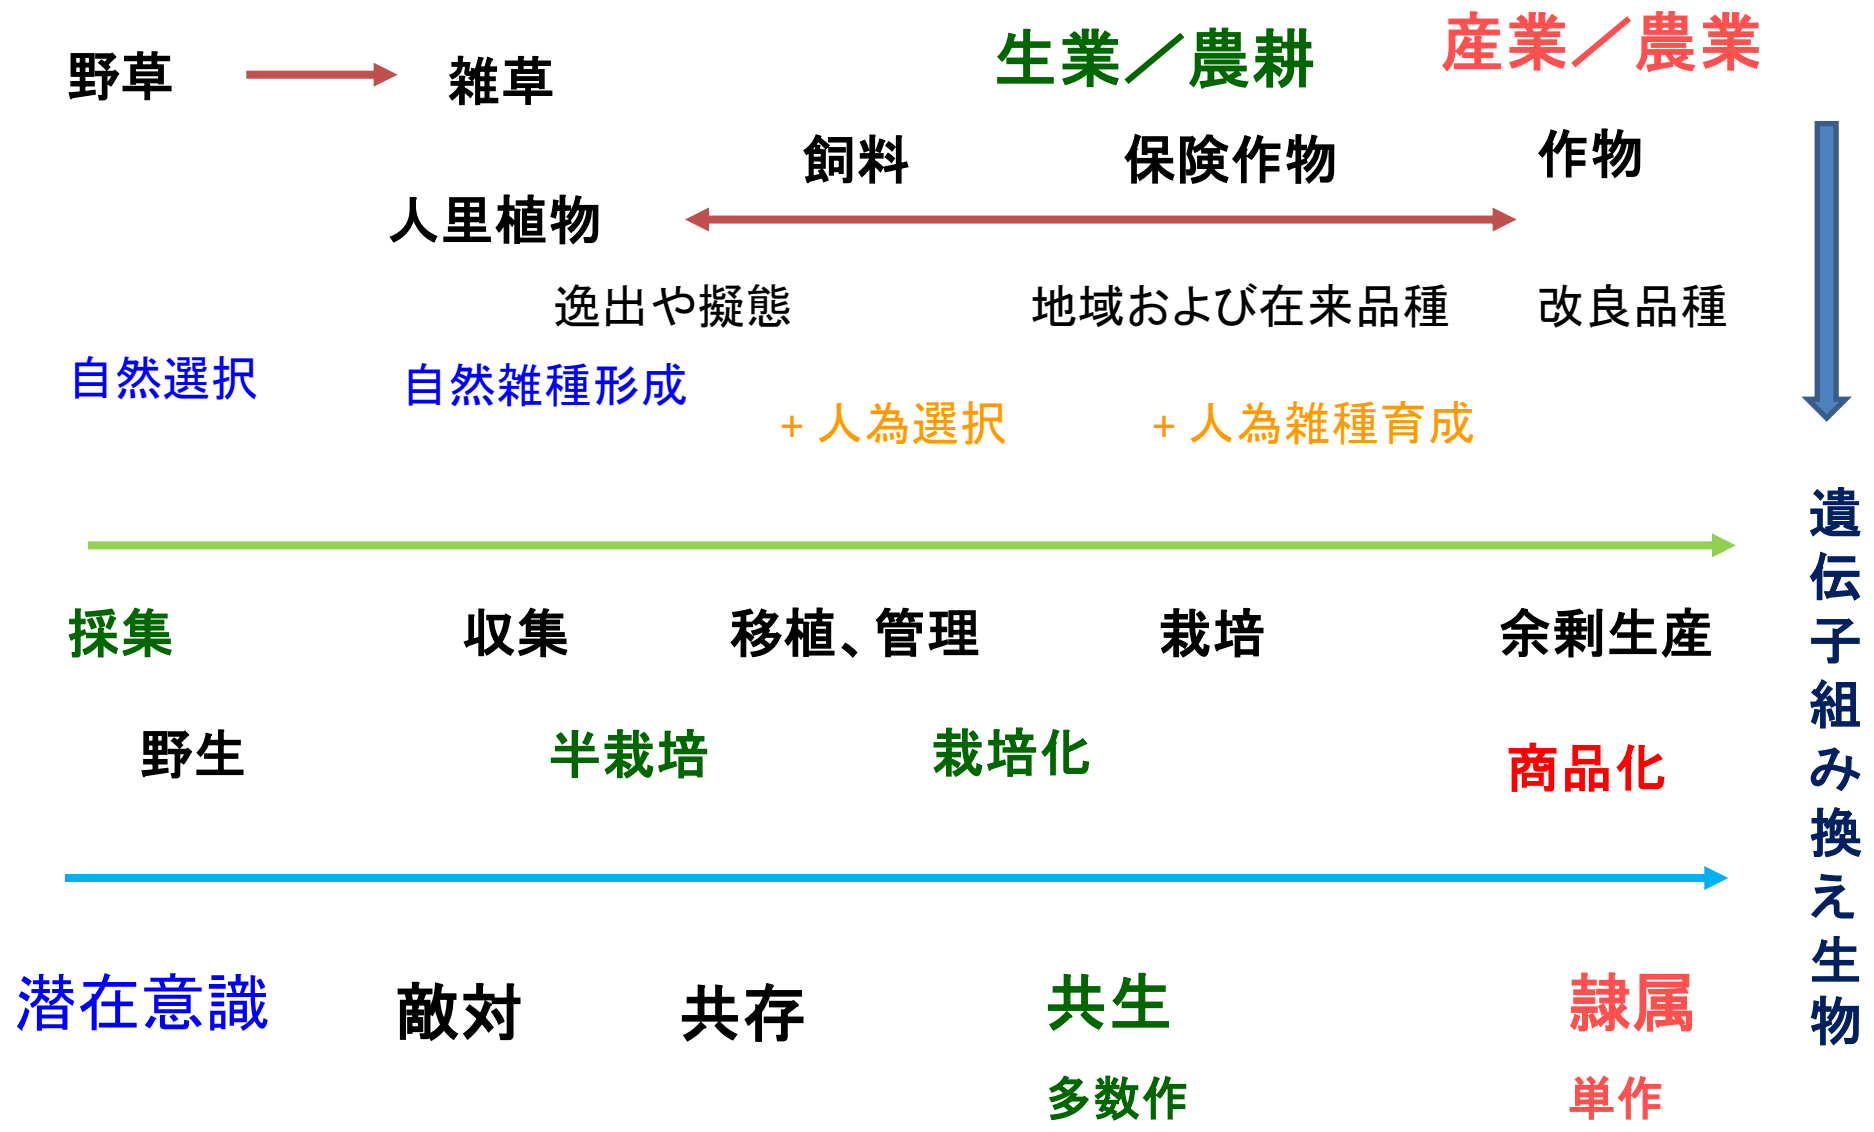 野草
雑草
生業／農耕
産業／農業
飼料
保険作物
作物
人里植物
逸出や擬態
地域および在来品種
改良品種
自然選択
自然雑種形成
+ 人為選択
+ 人為雑種育成
採集
収集
移植、管理
栽培
余剰生産
野生
半栽培
栽培化
商品化
潜在意識
敵対
共存
共生
隷属
多数作
単作
遺伝子組み換え生物